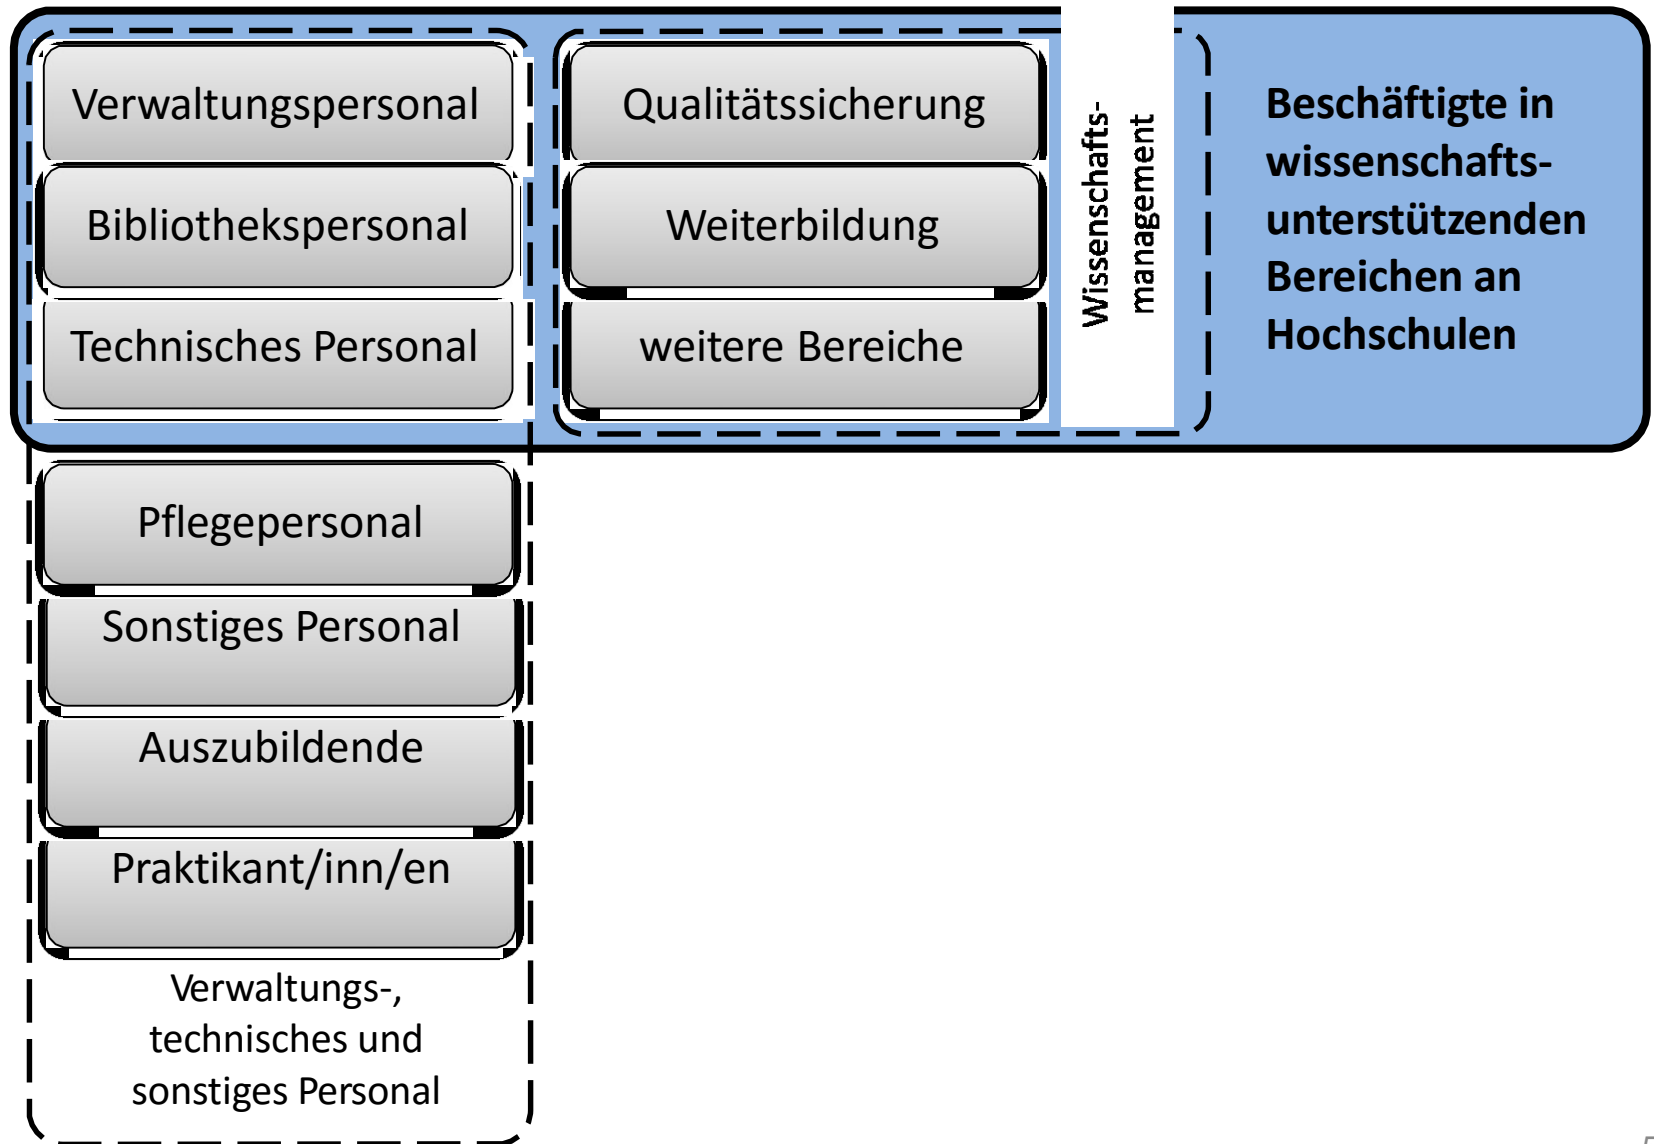 Verwaltungspersonal
Bibliothekspersonal
Technisches Personal
Qualitätssicherung
Weiterbildung
weitere Bereiche
Wissenschafts-
management
Beschäftigte in
wissenschafts-
unterstützenden
Bereichen an
Hochschulen
Pflegepersonal
Sonstiges Personal
Auszubildende
Praktikant/inn/en
Verwaltungs-,
technisches und
sonstiges Personal